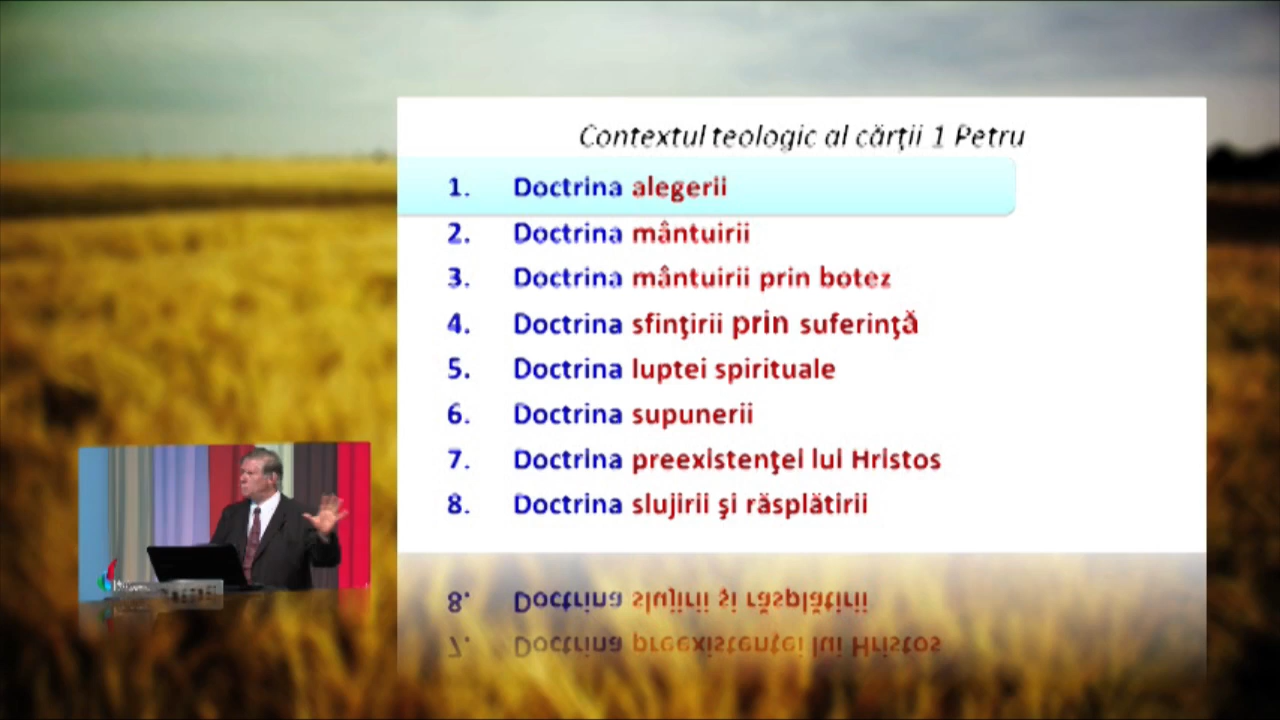 Contextul teologic al cărţii 1 Petru
1. Doctrina alegerii
2. Doctrina mântuirii
3. Doctrina mântuirii prin botez
4. Doctrina sfinţirii prin suferinţă
5. Doctrina luptei spirituale
6. Doctrina supunerii
7. Doctrina preexistenţei lui Hristos
8. Doctrina slujirii şi răsplătirii